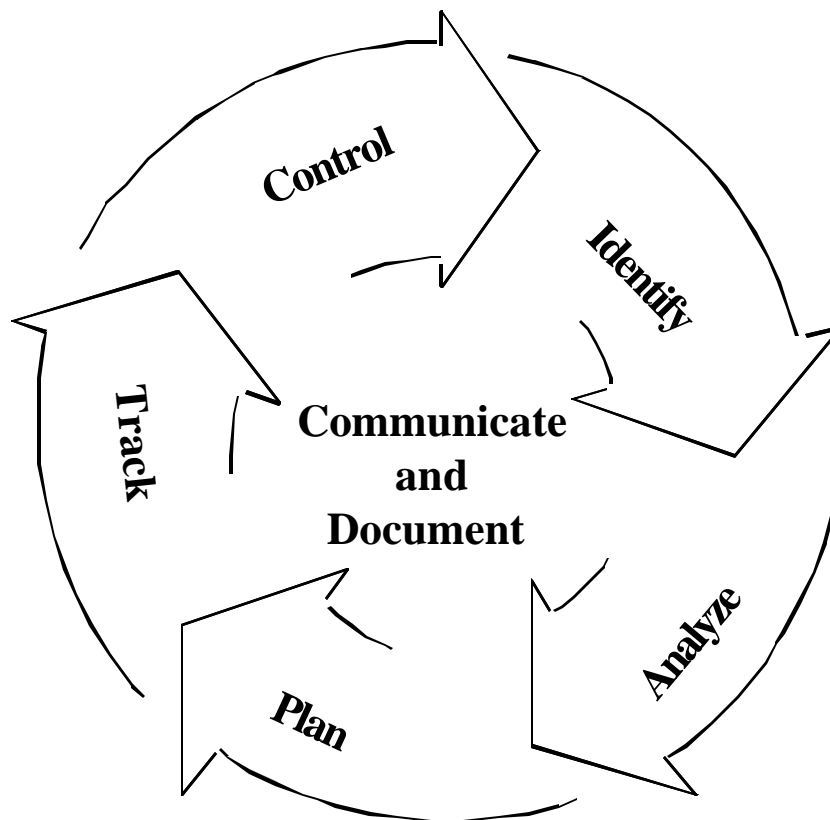 Control
Identify
Track
Communicate
and
Document
Analyze
Plan